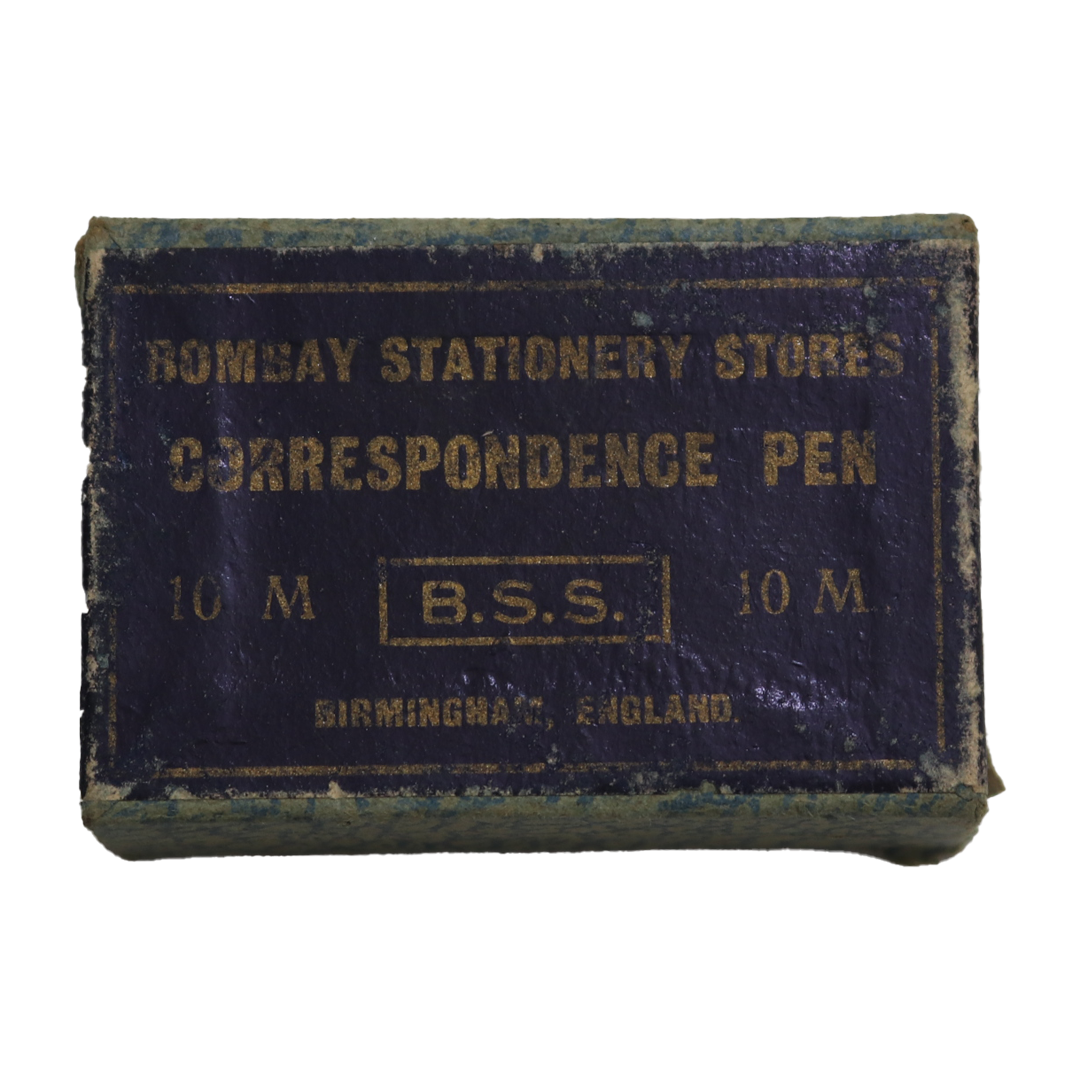 BOMBAY STATIONERY STORES
CORRESPONDENCE PEN
10 M B.S.S. 10 M
BIRMINGHAM, ENGLAND.